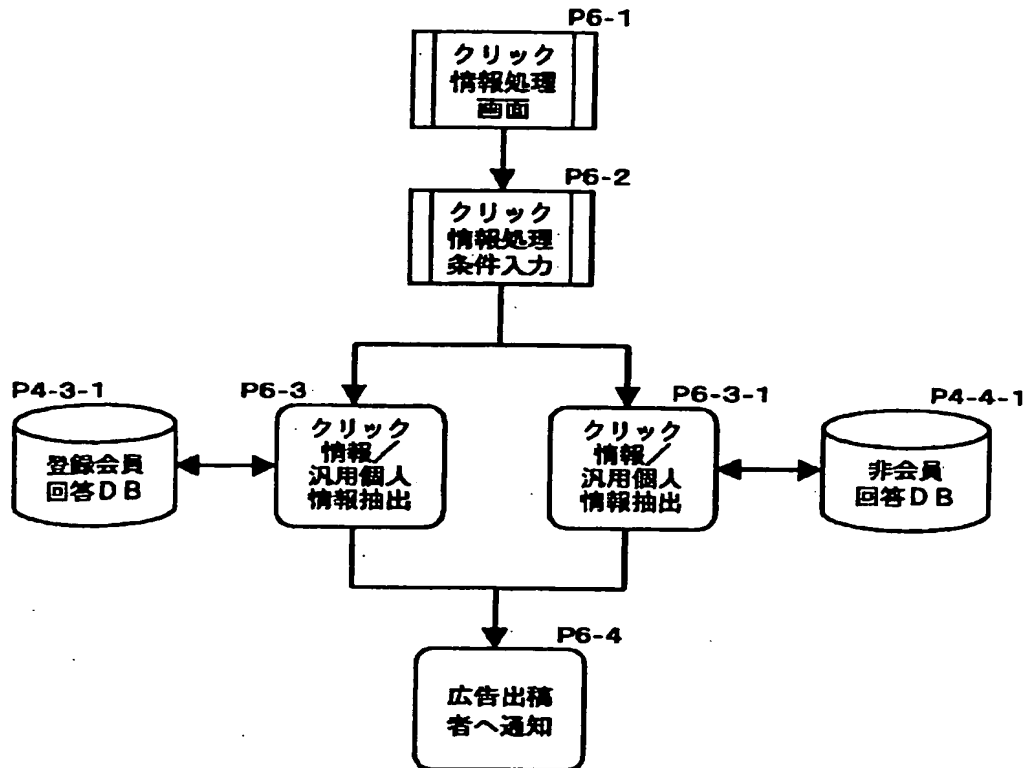 P6-1
クリック
情報処理
画面
P6-2
クリック
情報処理
条件入力
P4-3-1
登録会員
回答DB
P6-3
クリック
情報／
汎用個人
情報抽出
P6-3-1
クリック
情報／
汎用個人
情報抽出
P4-4-1
非会員
回答DB
P6-4
広告出稿
者へ通知